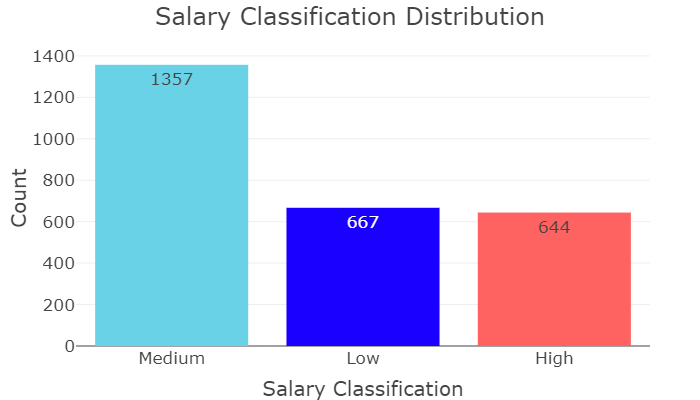 Salary Classification Distribution
1400
1200
1000
800
600
400
200
0
Count
1357
667
644
Medium
Low
High
Salary Classification